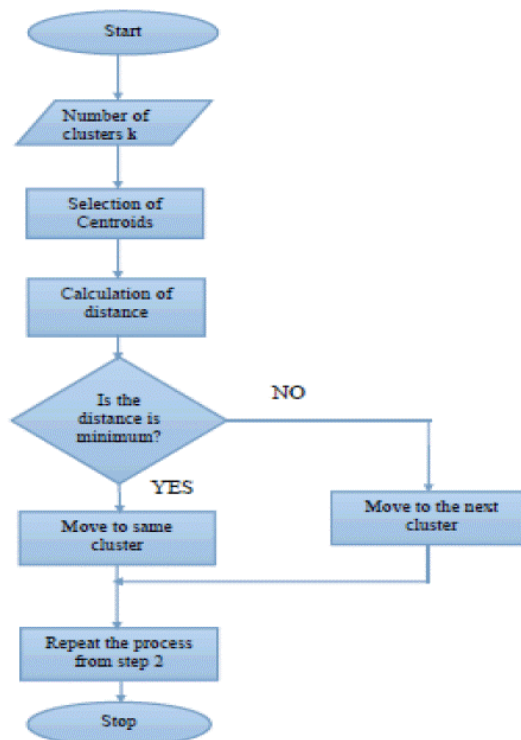 Start
Number of
clusters k
Selection of
Centroids
Calculation of
distance
Is the
distance is
minimum?
NO
YES
Move to same
cluster
Move to the next
cluster
Repeat the process
from step 2
Stop